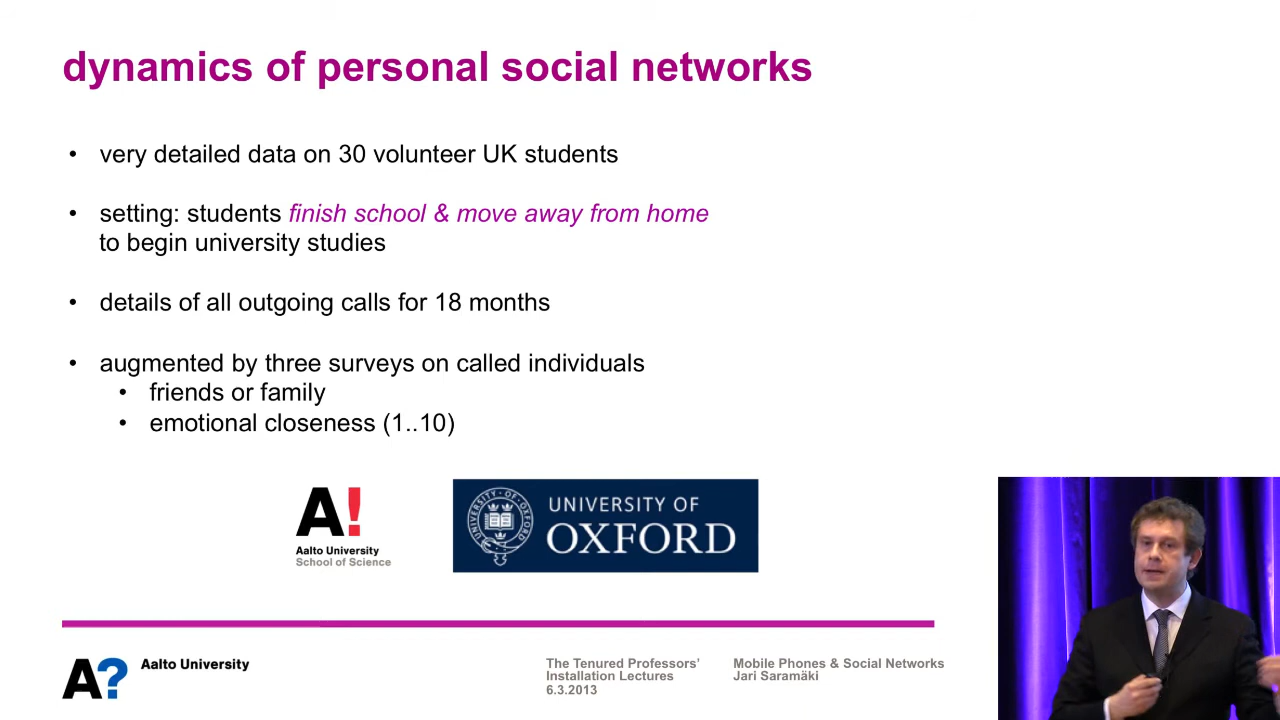 dynamics of personal social networks
• very detailed data on 30 volunteer UK students
• setting: students finish school & move away from home
to begin university studies
• details of all outgoing calls for 18 months
• augmented by three surveys on called individuals
• friends or family
• emotional closeness (1..10)
A!
Aalto University
School of Science
UNIVERSITY OF
OXFORD
A?
Aalto University
The Tenured Professors'
Installation Lectures
6.3.2013
Mobile Phones & Social Networks
Jari Saramäki